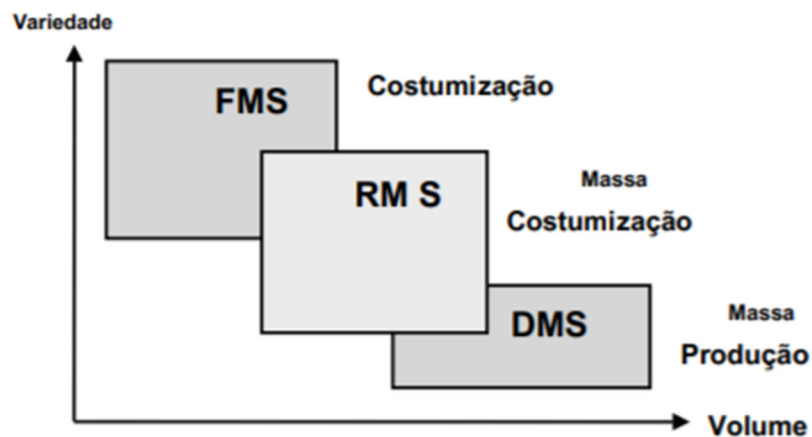 Variedade
FMS
Costumização
RM S
Massa
Costumização
DMS
Massa
Produção
Volume